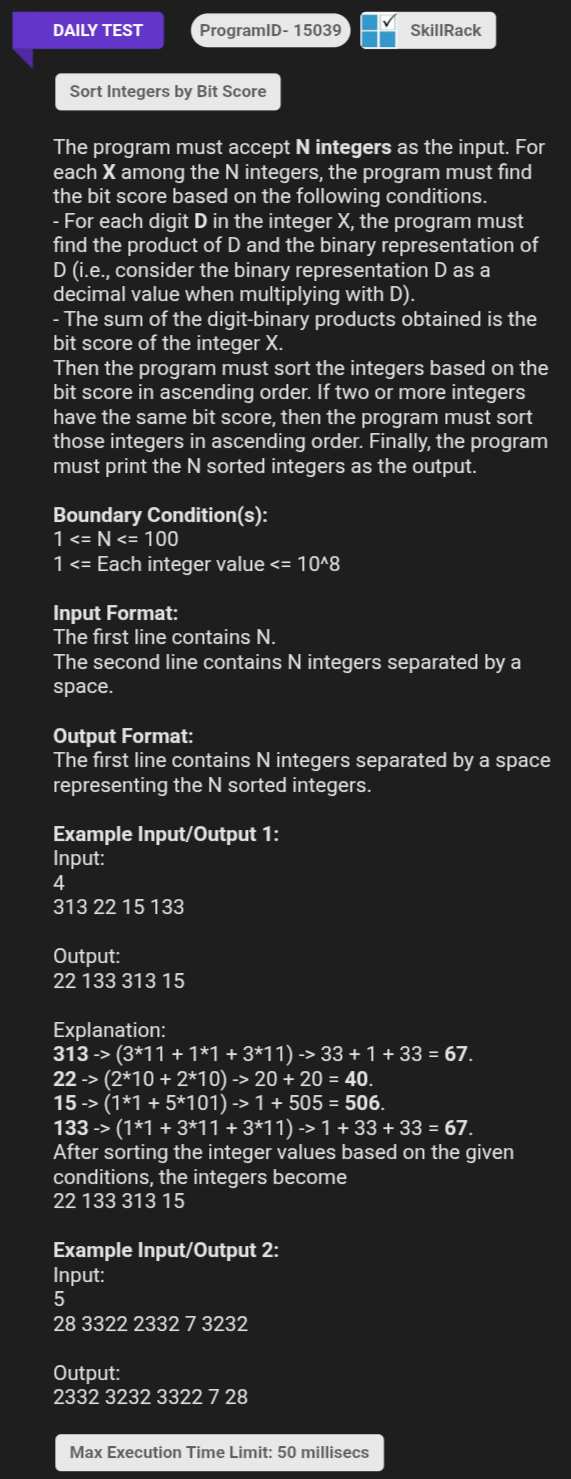 DAILY TEST
ProgramID- 15039
SkillRack
Sort Integers by Bit Score
The program must accept N integers as the input. For
each X among the N integers, the program must find
the bit score based on the following conditions.
- For each digit D in the integer X, the program must
find the product of D and the binary representation of
D (i.e., consider the binary representation D as a
decimal value when multiplying with D).
- The sum of the digit-binary products obtained is the
bit score of the integer X.
Then the program must sort the integers based on the
bit score in ascending order. If two or more integers
have the same bit score, then the program must sort
those integers in ascending order. Finally, the program
must print the N sorted integers as the output.
Boundary Condition(s):
1 <= N <= 100
1 <= Each integer value <= 10^8
Input Format:
The first line contains N.
The second line contains N integers separated by a
space.
Output Format:
The first line contains N integers separated by a space
representing the N sorted integers.
Example Input/Output 1:
Input:
4
313 22 15 133
Output:
22 133 313 15
Explanation:
313 -> (3*11 + 1*1 + 3*11) -> 33 + 1 + 33 = 67.
22 -> (2*10 + 2*10) -> 20 + 20 = 40.
15 -> (1*1 + 5*101) -> 1 + 505 = 506.
133 -> (1*1 + 3*11 + 3*11) -> 1 + 33 + 33 = 67.
After sorting the integer values based on the given
conditions, the integers become
22 133 313 15
Example Input/Output 2:
Input:
5
28 3322 2332 7 3232
Output:
2332 3232 3322 7 28
Max Execution Time Limit: 50 millisecs